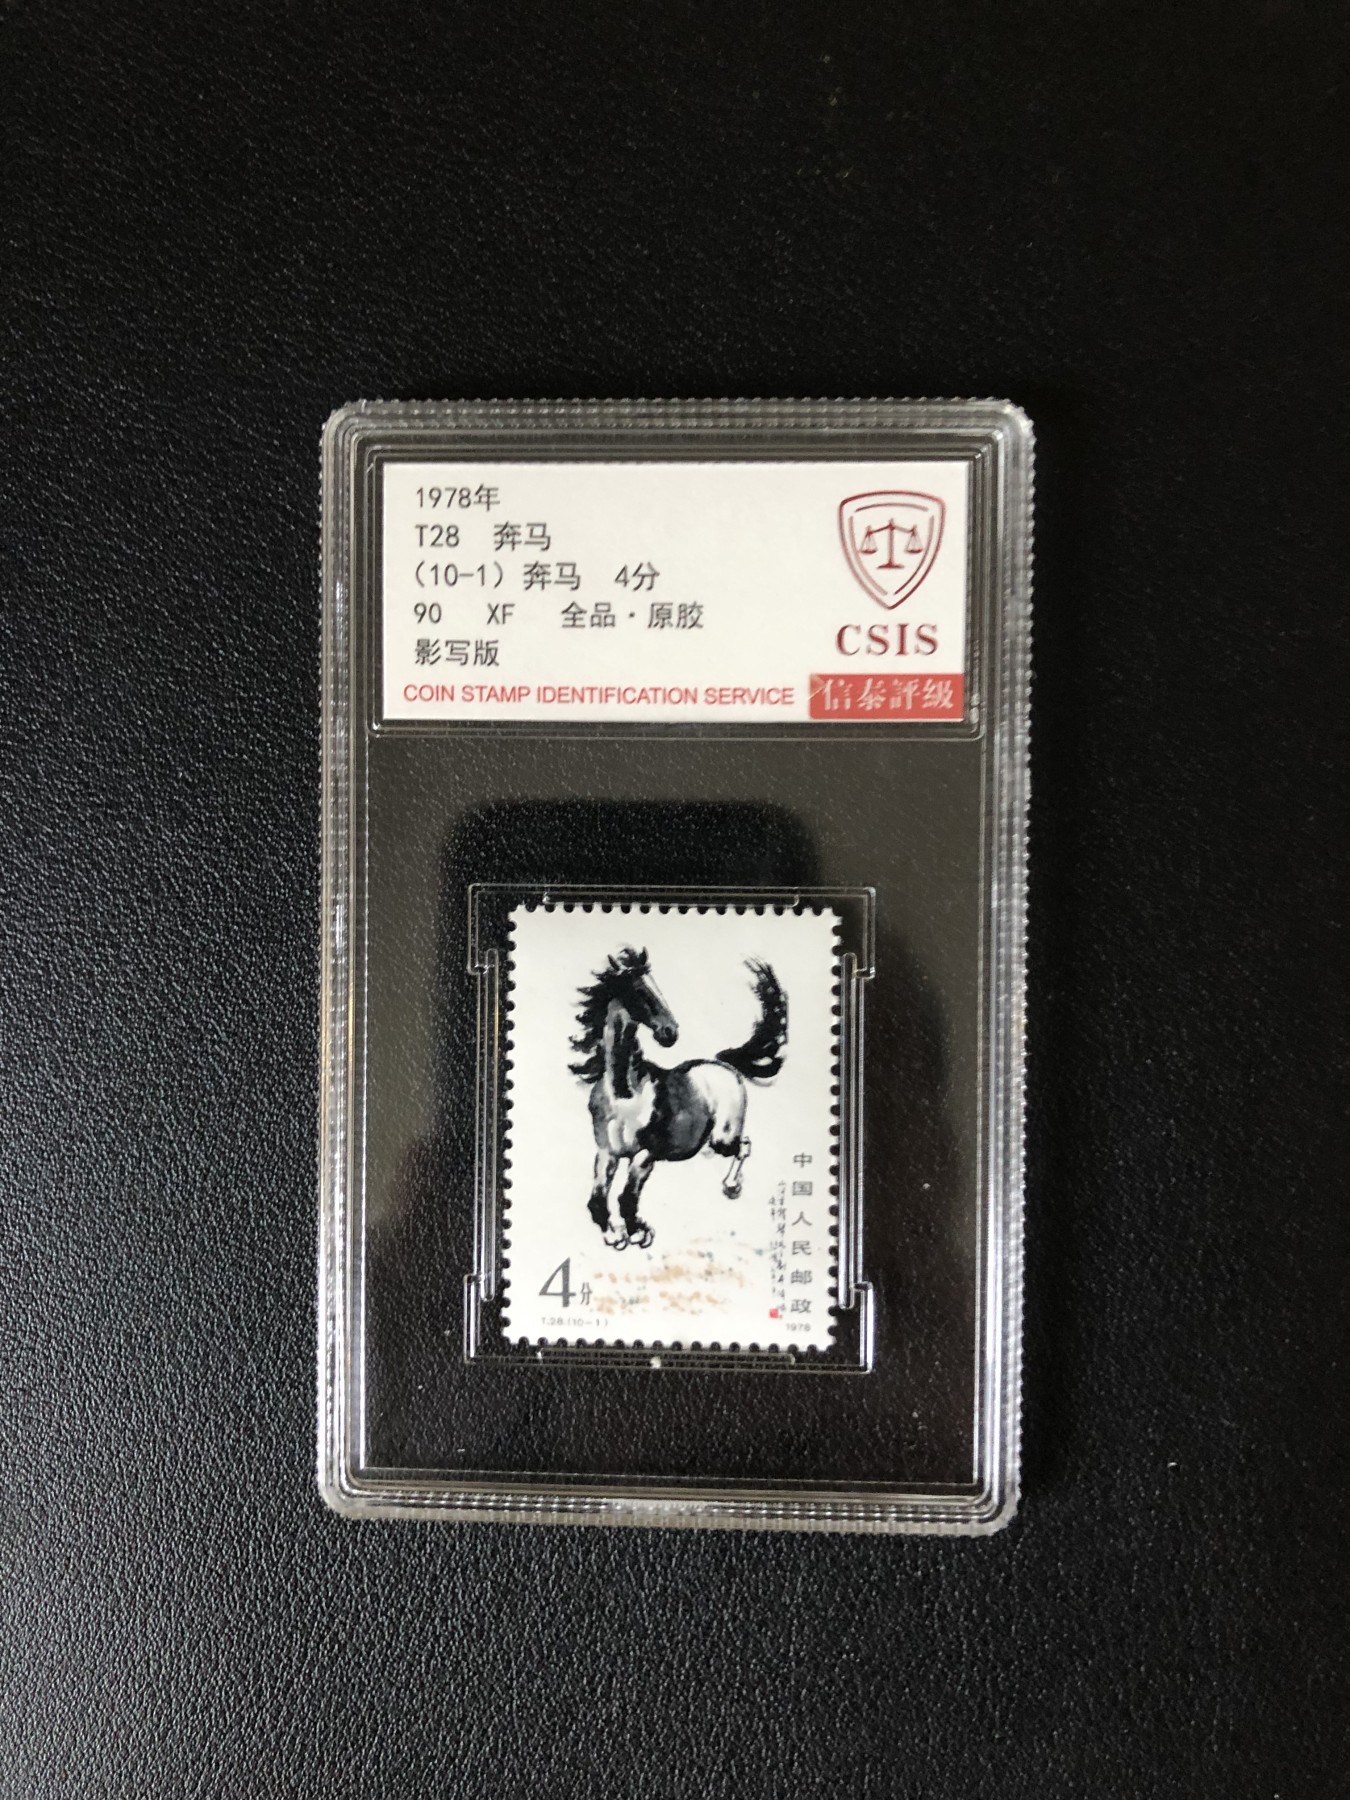 1978年
T28 奔马
(10-1) 奔马 4分
90 XF 全品·原胶
影写版
COIN STAMP IDENTIFICATION SERVICE
CSIS
信泰評級
中国人民邮政
4分
T.28.(10-1)
1978